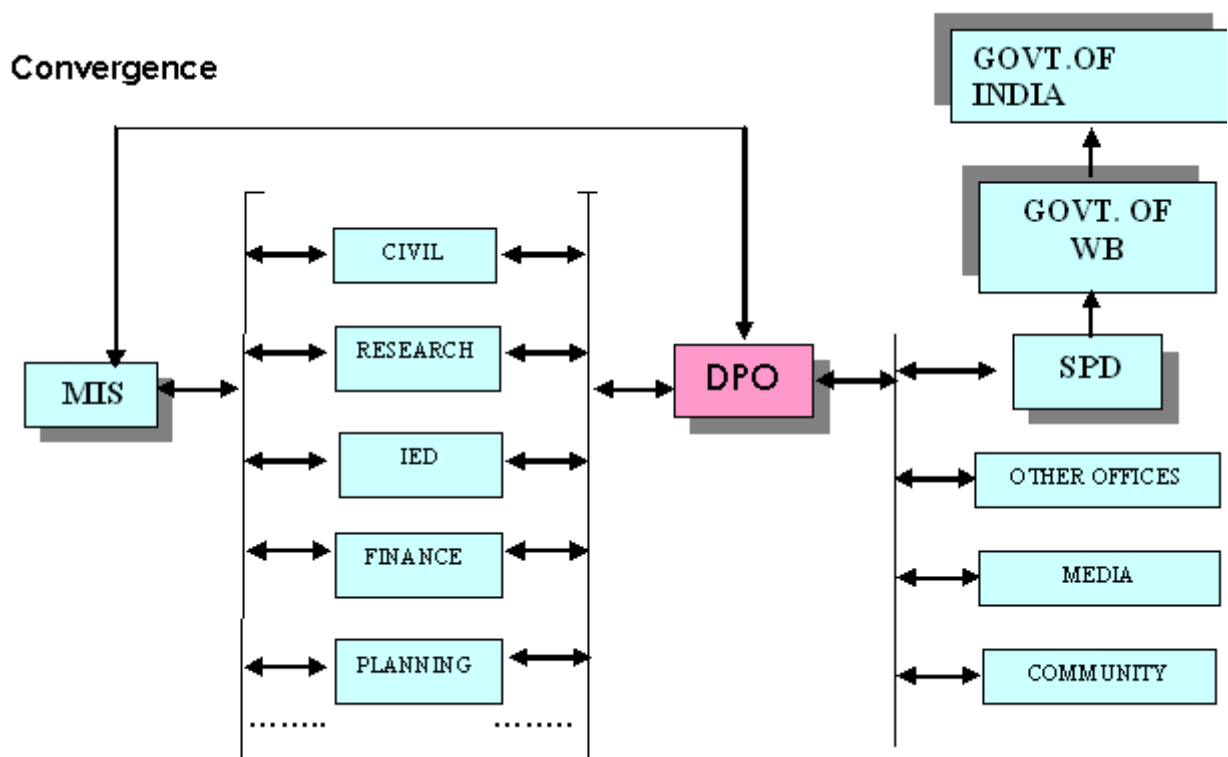 Convergence
GOVT.OF
INDIA
GOVT. OF
WB
CIVIL
RESEARCH
MIS
DPO
SPD
IED
OTHER OFFICES
FINANCE
MEDIA
PLANNING
COMMUNITY
........ ........